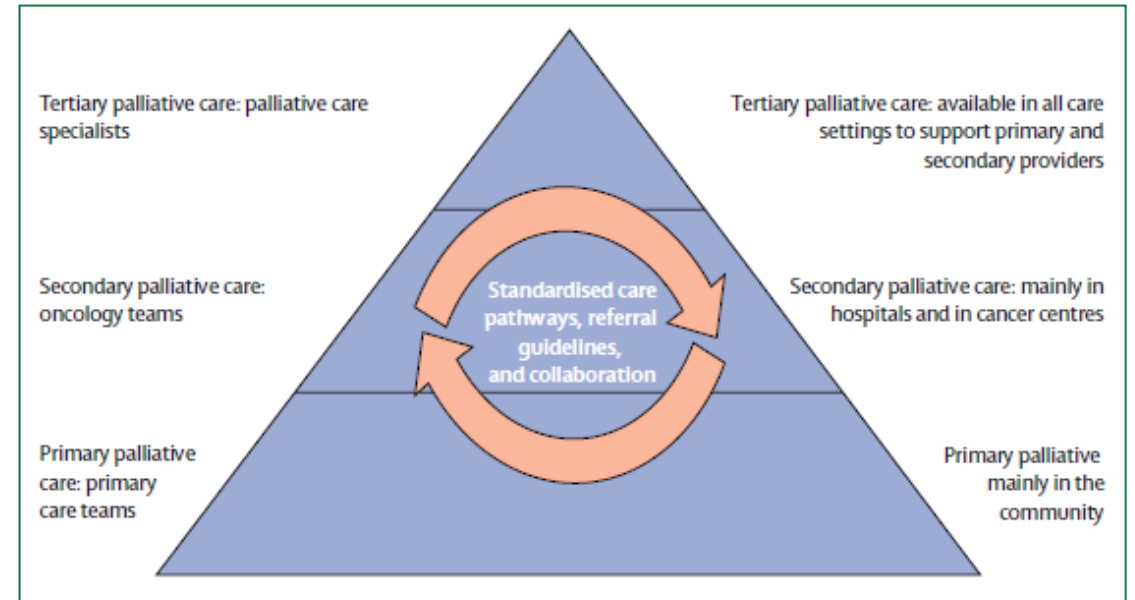 Tertiary palliative care: palliative care
specialists
Tertiary palliative care: available in all care
settings to support primary and
secondary providers
Secondary palliative care:
oncology teams
Standardised care
pathways, referral
guidelines,
and collaboration
Secondary palliative care: mainly in
hospitals and in cancer centres
Primary palliative
care: primary
care teams
Primary palliative
mainly in the
community